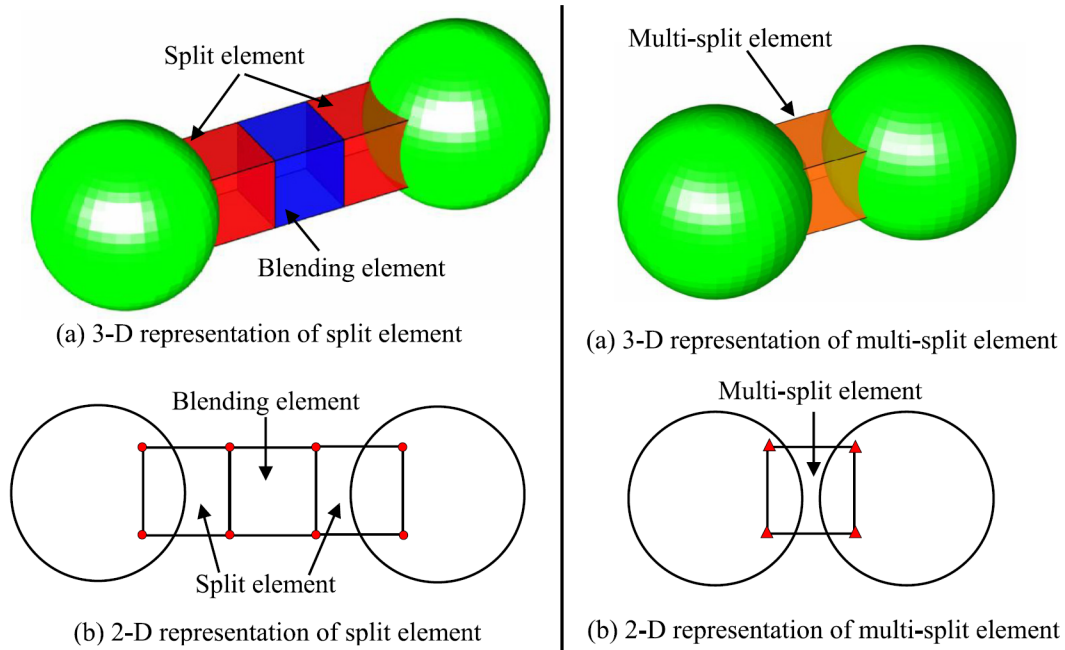 Split element
Blending element
(a) 3-D representation of split element
Blending element
Split element
(b) 2-D representation of split element
Multi-split element
(a) 3-D representation of multi-split element
Multi-split element
(b) 2-D representation of multi-split element